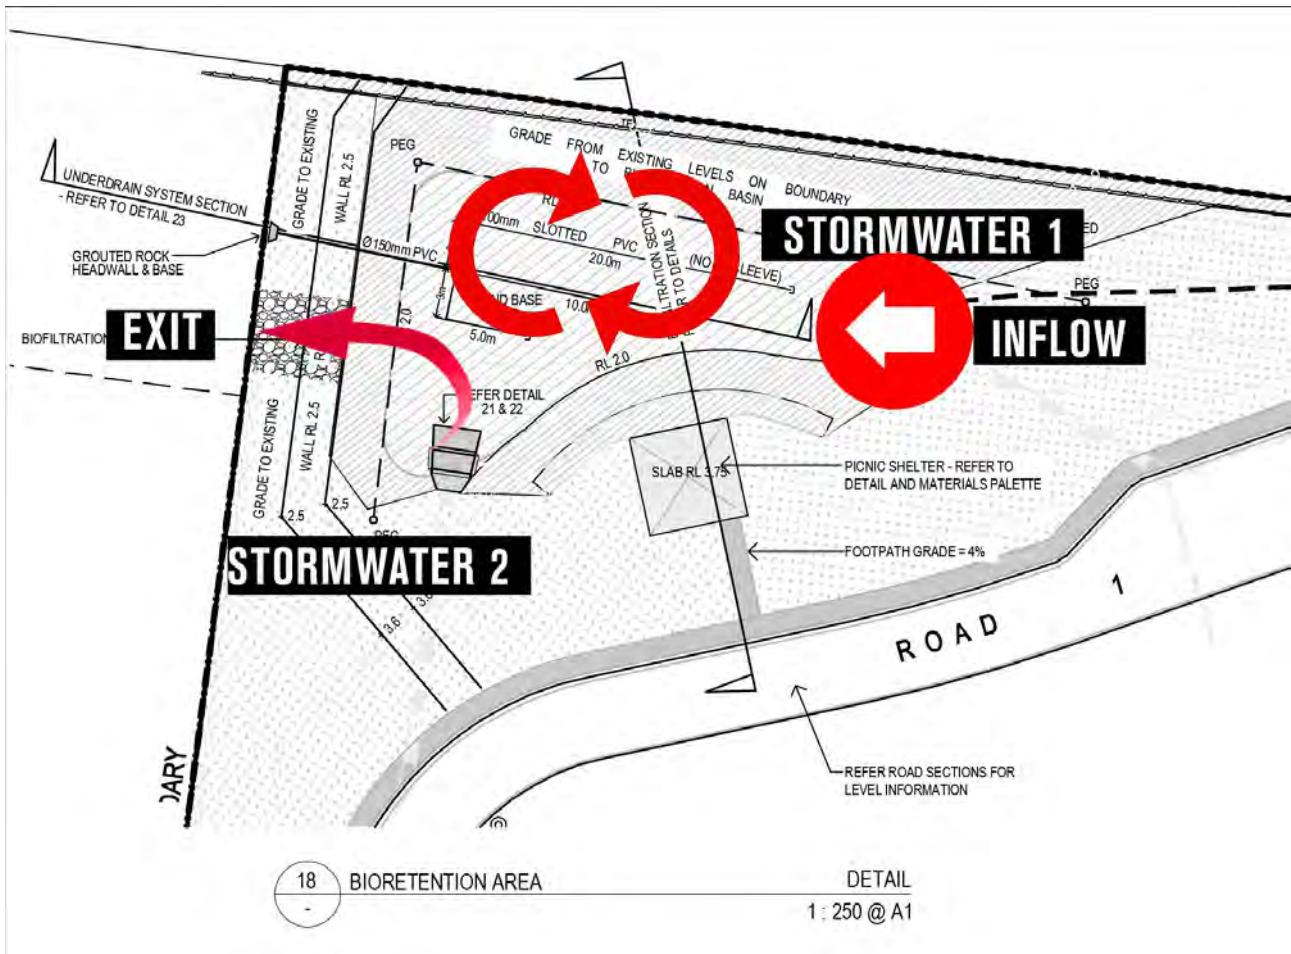 GRADE FROM EXISTING LEVELS ON BOUNDARY
TO
BASIN
PEG
GRADE TO EXISTING
WALL RL 2.5
UNDERDRAIN SYSTEM SECTION
- REFER TO DETAIL 23
GROUTED ROCK
HEADWALL & BASE
Ø150mm PVC
SLOTTED PVC
20.0m
STORMWATER 1
PEG
INFLOW
EXIT
BASE
5.0m
2.0
RL 2.0
REFER DETAIL
21 & 22
GRADE TO EXISTING
WALL RL 2.5
2.5
2.5
STORMWATER 2
3.6
SLAB RL 3.75
PICNIC SHELTER - REFER TO
DETAIL AND MATERIALS PALETTE
FOOTPATH GRADE = 4%
ROAD 1
REFER ROAD SECTIONS FOR
LEVEL INFORMATION
18
-
BIORETENTION AREA
DETAIL
1 : 250 @ A1